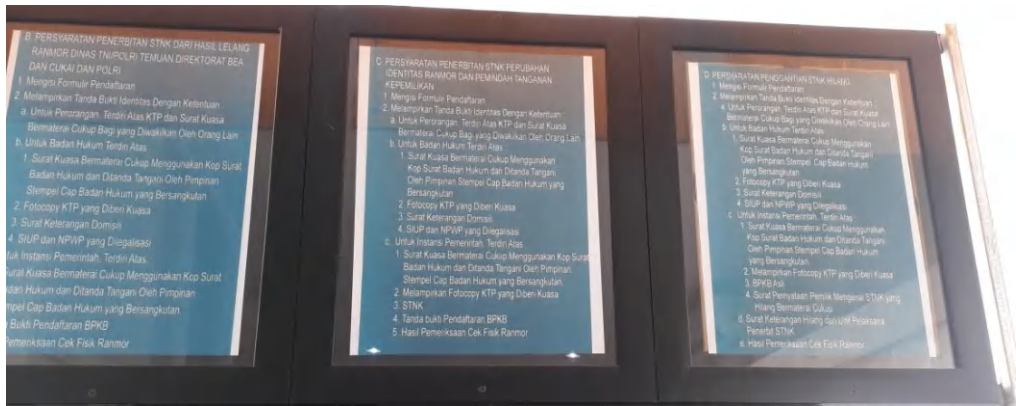 B. PERSYARATAN PENERBITAN STNK DARI HASIL LELANG
RANMOR DINAS TNI/POLRI TEMUAN DIREKTORAT BEA
DAN CUKAI DAN POLRI
1. Mengisi Formulir Pendaftaran
2. Melampirkan Tanda Bukti Identitas Dengan Ketentuan
a. Untuk Perorangan, Terdiri Atas KTP dan Surat Kuasa
Bermaterai Cukup Bagi yang Diwakilkan Oleh Orang Lain
b. Untuk Badan Hukum Terdiri Atas
1. Surat Kuasa Bermaterai Cukup Menggunakan Kop Surat
Badan Hukum dan Ditanda Tangani Oleh Pimpinan
Stempel Cap Badan Hukum yang Bersangkutan
2. Fotocopy KTP yang Diberi Kuasa
3. Surat Keterangan Domisili
4. SIUP dan NPWP yang Dilegalisasi
Instansi Pemerintah, Terdiri Atas
Surat Kuasa Bermaterai Cukup Menggunakan Kop Surat
Hukum dan Ditanda Tangani Oleh Pimpinan
Cap Badan Hukum yang Bersangkutan
Bukti Pendaftaran BPKB
Pemeriksaan Cek Fisik Ranmor
C. PERSYARATAN PENERBITAN STNK PERUBAHAN
IDENTITAS RANMOR DAN PEMINDAH TANGANAN
KEPEMILIKAN
1. Mengisi Formulir Pendaftaran
2. Melampirkan Tanda Bukti Identitas Dengan Ketentuan :
a. Untuk Perorangan, Terdiri Atas KTP dan Surat Kuasa
Bermaterai Cukup Bagi yang Diwakilkan Oleh Orang Lain
b. Untuk Badan Hukum Terdiri Atas
1. Surat Kuasa Bermaterai Cukup Menggunakan
Kop Surat Badan Hukum dan Ditanda Tangani
Oleh Pimpinan Stempel Cap Badan Hukum yang
Bersangkutan
2. Fotocopy KTP yang Diberi Kuasa
3. Surat Keterangan Domisili
4. SIUP dan NPWP yang Dilegalisasi
c. Untuk Instansi Pemerintah, Terdiri Atas
1. Surat Kuasa Bermaterai Cukup Menggunakan Kop Surat
Badan Hukum dan Ditanda Tangani Oleh Pimpinan
Stempel Cap Badan Hukum yang Bersangkutan,
2. Melampirkan Fotocopy KTP yang Diberi Kuasa
3. STNK
4. Tanda bukti Pendaftaran BPKB
5. Hasil Pemeriksaan Cek Fisik Ranmor
D. PERSYARATAN PENGGANTIAN STNK HILANG
1. Mengisi Formulir Pendaftaran
2. Melampirkan Tanda Bukti Identitas Dengan Ketentuan :
a. Untuk Perorangan, Terdiri Atas KTP dan Surat Kuasa
Bermaterai Cukup Bagi yang Diwakilkan Oleh Orang Lain
b. Untuk Badan Hukum Terdiri Atas
1. Surat Kuasa Bermaterai Cukup Menggunakan
Kop Surat Badan Hukum dan Ditanda Tangani
Oleh Pimpinan Stempel Cap Badan Hukum
yang Bersangkutan
2. Fotocopy KTP yang Diberi Kuasa
3. Surat Keterangan Domisili
4. SIUP dan NPWP yang Dilegalisasi
c. Untuk Instansi Pemerintah, Terdiri Atas
1. Surat Kuasa Bermaterai Cukup Menggunakan
Kop Surat Badan Hukum dan Ditanda Tangani
Oleh Pimpinan Stempel Cap Badan Hukum
yang Bersangkutan,
2. Melampirkan Fotocopy KTP yang Diberi Kuasa
3. BPKB Asli
4. Surat Pernyataan Pemilik Mengenai STNK yang
Hilang Bermaterai Cukup
d. Surat Keterangan Hilang dari Unit Pelaksana
Penerbit STNK
e. Hasil Pemeriksaan Cek Fisik Ranmor